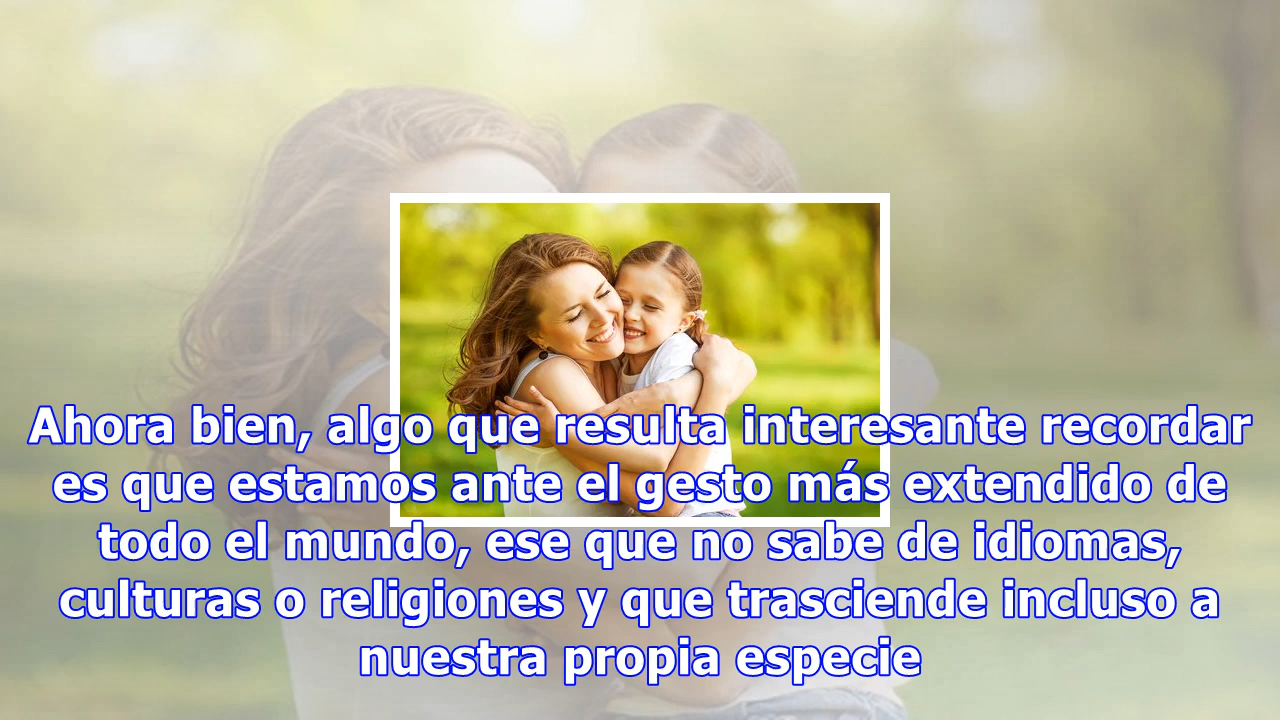 Ahora bien, algo que resulta interesante recordar
es que estamos ante el gesto más extendido de
todo el mundo, ese que no sabe de idiomas,
culturas o religiones y que trasciende incluso a
nuestra propia especie